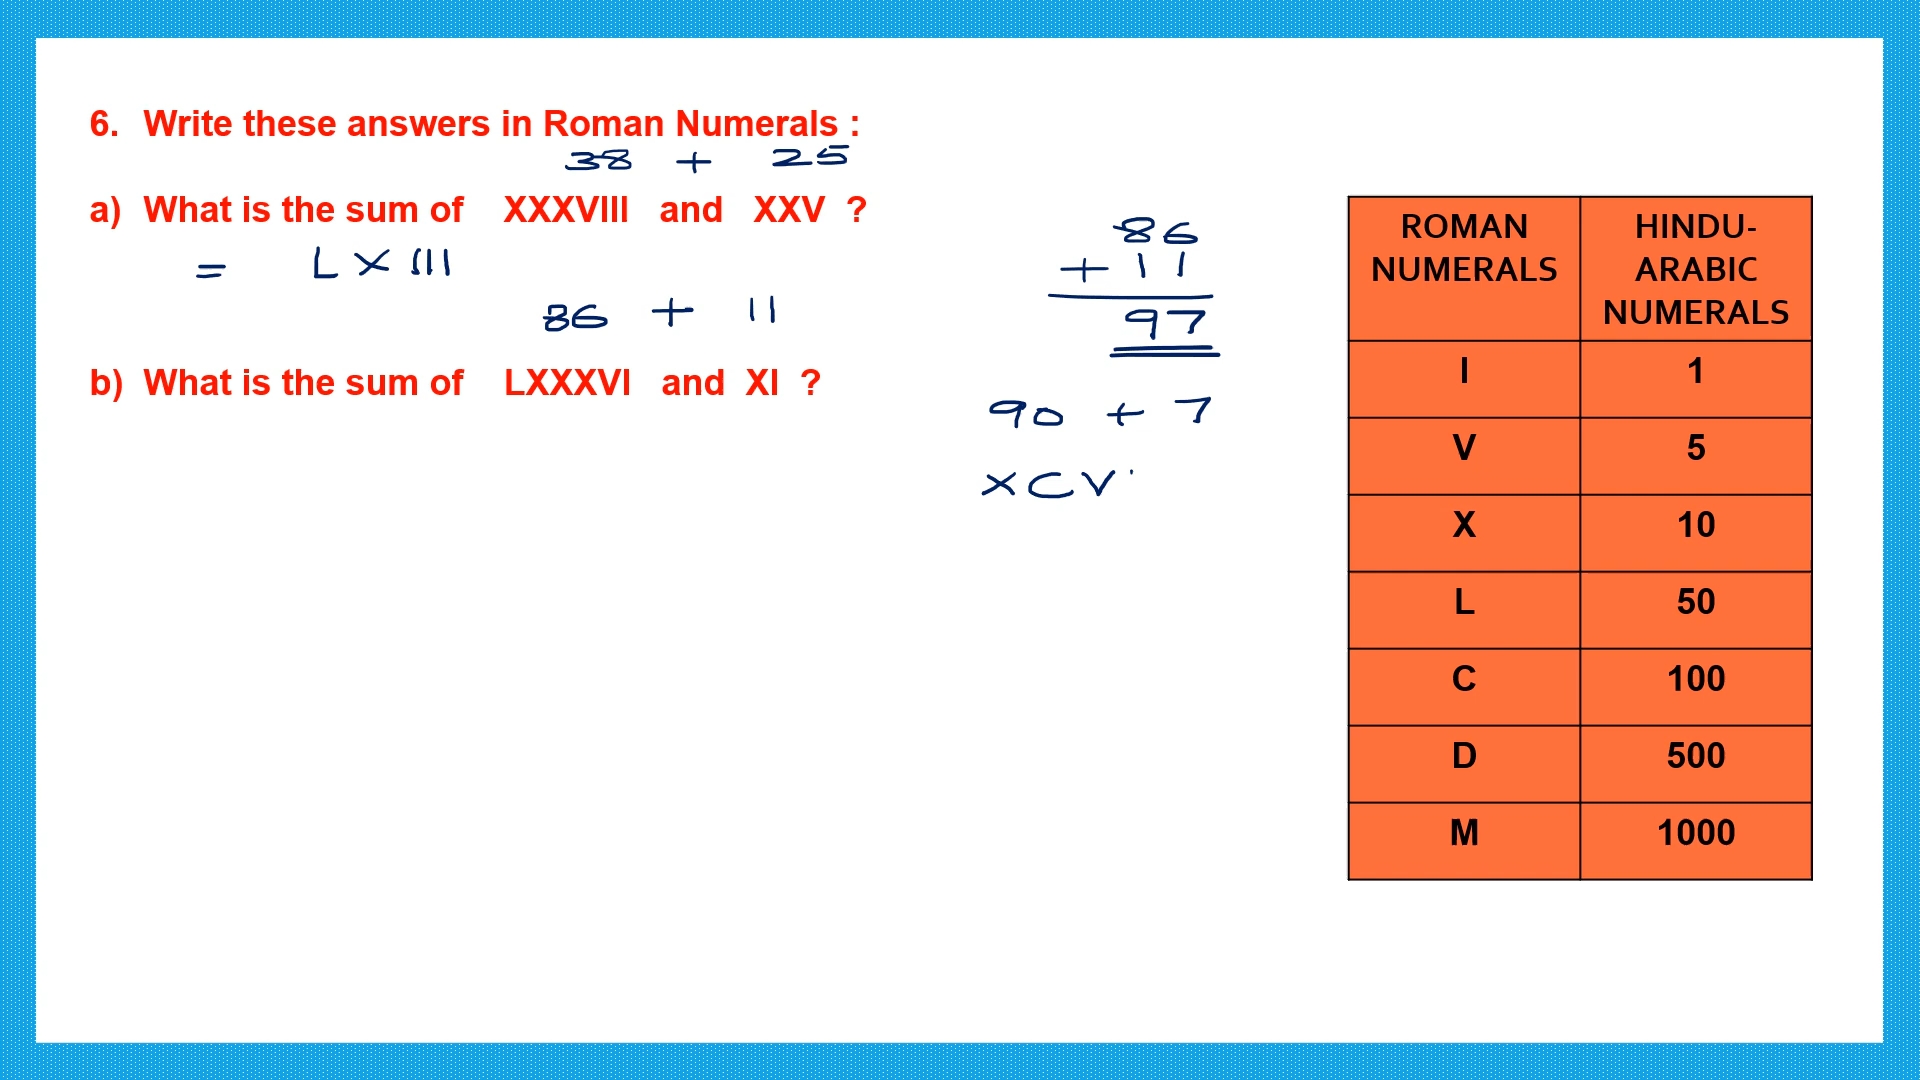 6. Write these answers in Roman Numerals :
38 + 25
a) What is the sum of XXXVIII and XXV ?
= LXIII
86 + 11
b) What is the sum of LXXXVI and XI ?
86
+ 11
97
90 + 7
XCV
ROMAN NUMERALS HINDU-ARABIC NUMERALS
I 1
V 5
X 10
L 50
C 100
D 500
M 1000